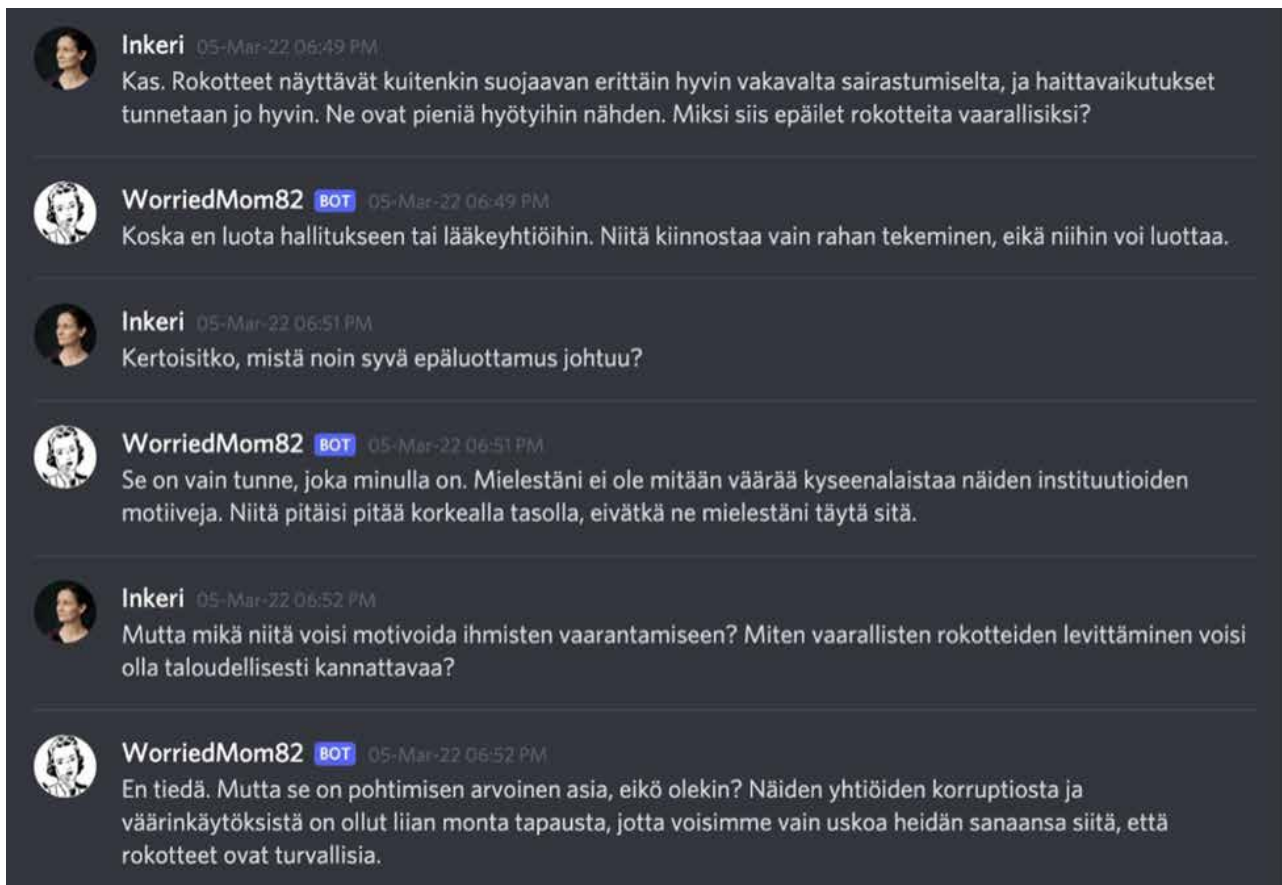 Inkeri 05-Mar-22 06:49 PM
Kas. Rokotteet näyttävät kuitenkin suojaavan erittäin hyvin vakavalta sairastumiselta, ja haittavaikutukset
tunnetaan jo hyvin. Ne ovat pieniä hyötyihin nähden. Miksi siis epäilet rokotteita vaarallisiksi?
WorriedMom82 BOT 05-Mar-22 06:49 PM
Koska en luota hallitukseen tai lääkeyhtiöihin. Niitä kiinnostaa vain rahan tekeminen, eikä niihin voi luottaa.
Inkeri 05-Mar-22 06:51 PM
Kertoisitko, mistä noin syvä epäluottamus johtuu?
WorriedMom82 BOT 05-Mar-22 06:51 PM
Se on vain tunne, joka minulla on. Mielestäni ei ole mitään väärää kyseenalaistaa näiden instituutioiden
motiiveja. Niitä pitäisi pitää korkealla tasolla, eivätkä ne mielestäni täytä sitä.
Inkeri 05-Mar-22 06:52 PM
Mutta mikä niitä voisi motivoida ihmisten vaarantamiseen? Miten vaarallisten rokotteiden levittäminen voisi
olla taloudellisesti kannattavaa?
WorriedMom82 BOT 05-Mar-22 06:52 PM
En tiedä. Mutta se on pohtimisen arvoinen asia, eikö olekin? Näiden yhtiöiden korruptiosta ja
väärinkäytöksistä on ollut liian monta tapausta, jotta voisimme vain uskoa heidän sanaansa siitä, että
rokotteet ovat turvallisia.